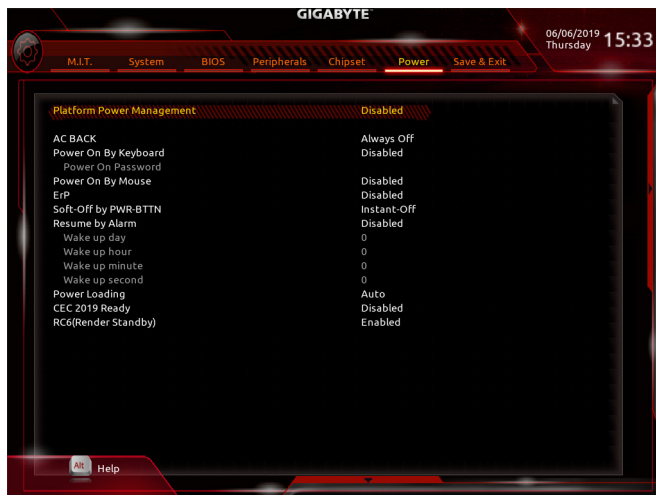 GIGABYTE™
06/06/2019 15:33
Thursday
M.I.T. System BIOS Peripherals Chipset Power Save & Exit
Platform Power Management Disabled
AC BACK Always Off
Power On By Keyboard Disabled
Power On Password
Power On By Mouse Disabled
ErP Disabled
Soft-Off by PWR-BTTN Instant-Off
Resume by Alarm Disabled
Wake up day 0
Wake up hour 0
Wake up minute 0
Wake up second 0
Power Loading Auto
CEC 2019 Ready Disabled
RC6(Render Standby) Enabled
Alt Help